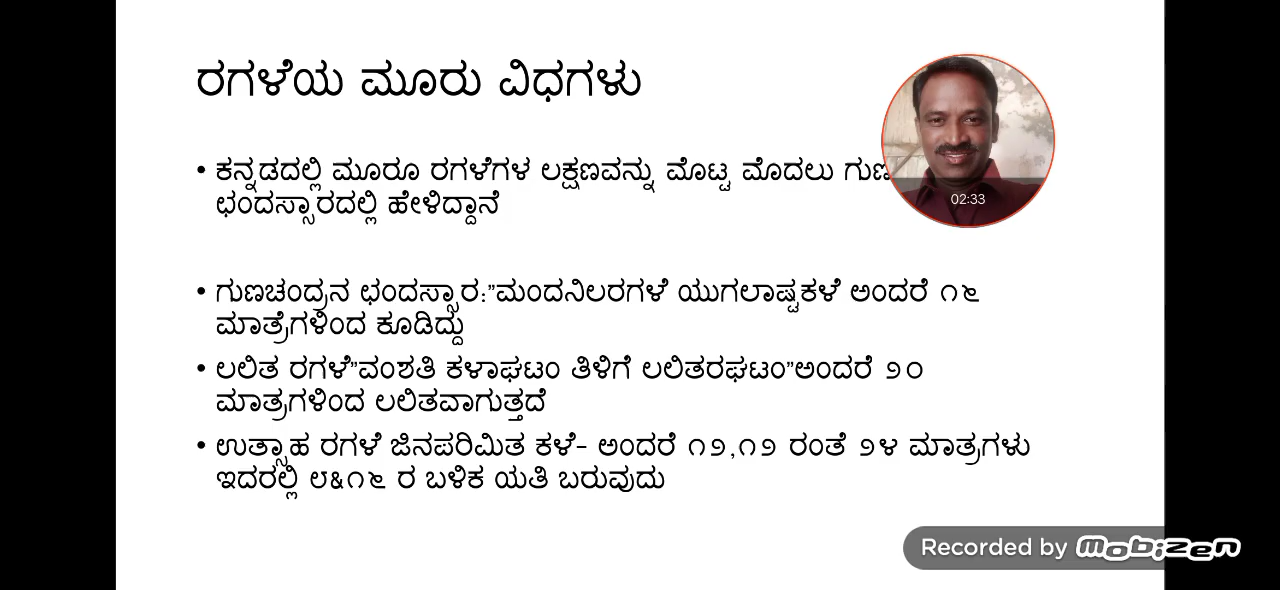 ರಗಳೆಯ ಮೂರು ವಿಧಗಳು
• ಕನ್ನಡದಲ್ಲಿ ಮೂರೂ ರಗಳೆಗಳ ಲಕ್ಷಣವನ್ನು ಮೊಟ್ಟ ಮೊದಲು
ಛಂದಸ್ಸಾರದಲ್ಲಿ ಹೇಳಿದ್ದಾನೆ
02:33
• ಗುಣಚಂದ್ರನ ಛಂದಸ್ಸಾರ:”ಮಂದನಿಲರಗಳೆ ಯುಗಲಾಷ್ಟಕಳೆ ಅಂದರೆ ೧೬
ಮಾತ್ರೆಗಳಿಂದ ಕೂಡಿದ್ದು
• ಲಲಿತ ರಗಳೆ”ವಂಶತಿ ಕಳಾಘಟಂ ತಿಳಿಗೆ ಲಲಿತರಘಟಂ”ಅಂದರೆ ೨೦
ಮಾತ್ರಗಳಿಂದ ಲಲಿತವಾಗುತ್ತದೆ
• ಉತ್ಸಾಹ ರಗಳೆ ಜಿನಪರಿಮಿತ ಕಳೆ- ಅಂದರೆ ೧೨,೧೨ ರಂತೆ ೨೪ ಮಾತ್ರಗಳು
ಇದರಲ್ಲಿ ೮&೧೬ ರ ಬಳಿಕ ಯತಿ ಬರುವುದು
Recorded by Mobizen